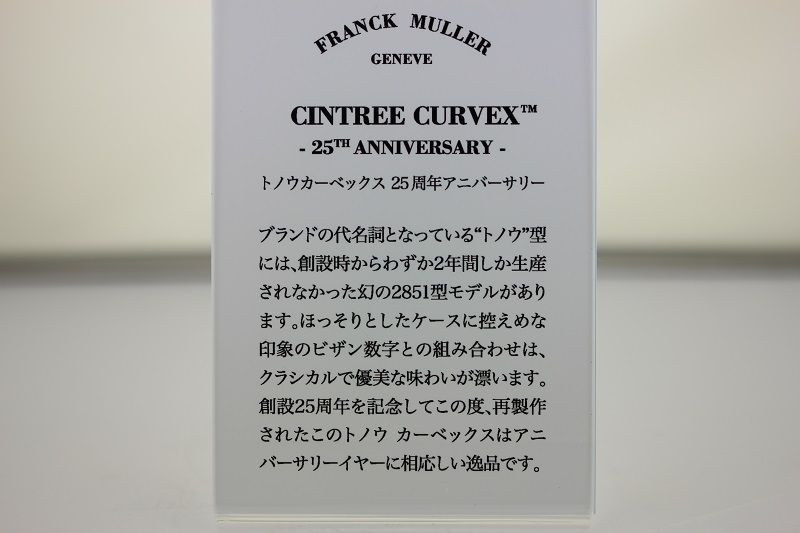 FRANCK MULLER
GENEVE
CINTREE CURVEX™
- 25TH ANNIVERSARY -
トノウカーベックス 25周年アニバーサリー
ブランドの代名詞となっている“トノウ”型
には、創設時からわずか2年間しか生産
されなかった幻の2851型モデルがあり
ます。ほっそりとしたケースに控えめな
印象のビザン数字との組み合わせは、
クラシカルで優美な味わいが漂います。
創設25周年を記念してこの度、再製作
されたこのトノウ カーベックスはアニ
バーサリーイヤーに相応しい逸品です。